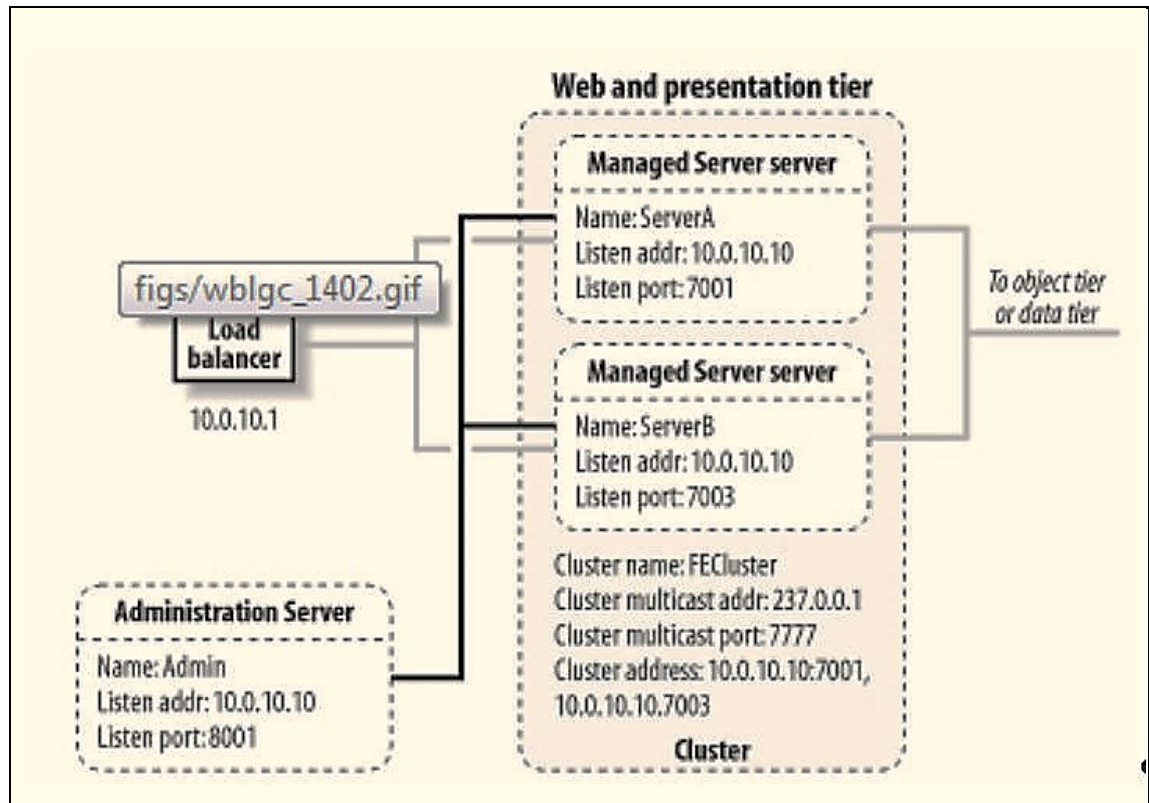 Web and presentation tier
Managed Server server
Name: ServerA
Listen addr: 10.0.10.10
Listen port: 7001
figs/wblgc_1402.gif
Load
balancer
10.0.10.1
To object tier
or data tier
Managed Server server
Name: ServerB
Listen addr: 10.0.10.10
Listen port: 7003
Cluster name: FECluster
Cluster multicast addr: 237.0.0.1
Cluster multicast port: 7777
Cluster address: 10.0.10.10:7001,
10.0.10.10.7003
Cluster
Administration Server
Name: Admin
Listen addr: 10.0.10.10
Listen port: 8001